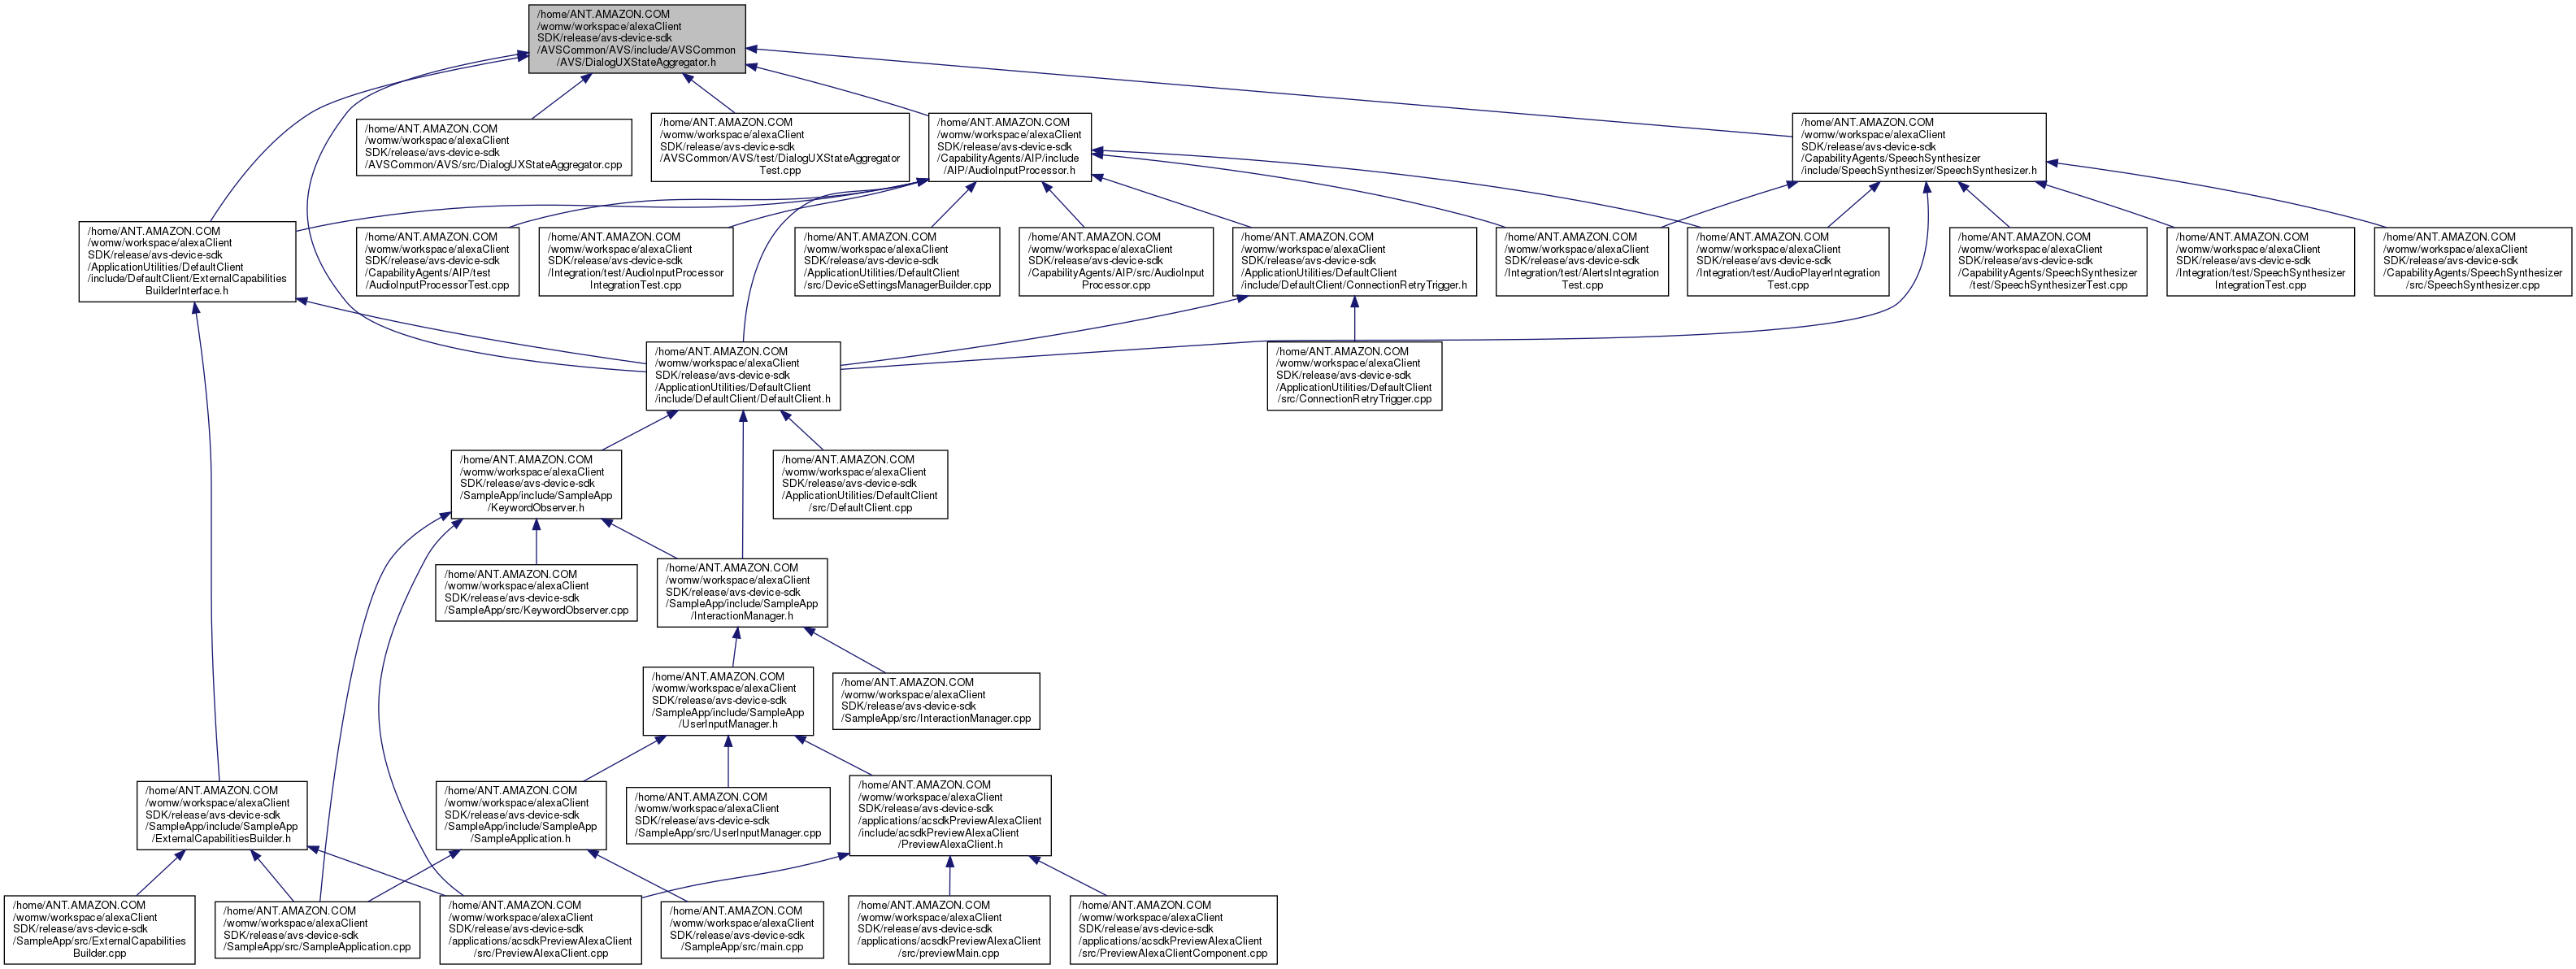 /home/ANT.AMAZON.COM
/womw/workspace/alexaClient
SDK/release/avs-device-sdk
/AVSCommon/AVS/include/AVSCommon
/AVS/DialogUXStateAggregator.h
/home/ANT.AMAZON.COM
/womw/workspace/alexaClient
SDK/release/avs-device-sdk
/AVSCommon/AVS/src/DialogUXStateAggregator.cpp
/home/ANT.AMAZON.COM
/womw/workspace/alexaClient
SDK/release/avs-device-sdk
/AVSCommon/AVS/test/DialogUXStateAggregator
Test.cpp
/home/ANT.AMAZON.COM
/womw/workspace/alexaClient
SDK/release/avs-device-sdk
/CapabilityAgents/AIP/include
/AIP/AudioInputProcessor.h
/home/ANT.AMAZON.COM
/womw/workspace/alexaClient
SDK/release/avs-device-sdk
/CapabilityAgents/SpeechSynthesizer
/include/SpeechSynthesizer/SpeechSynthesizer.h
/home/ANT.AMAZON.COM
/womw/workspace/alexaClient
SDK/release/avs-device-sdk
/ApplicationUtilities/DefaultClient
/include/DefaultClient/ExternalCapabilities
BuilderInterface.h
/home/ANT.AMAZON.COM
/womw/workspace/alexaClient
SDK/release/avs-device-sdk
/CapabilityAgents/AIP/test
/AudioInputProcessorTest.cpp
/home/ANT.AMAZON.COM
/womw/workspace/alexaClient
SDK/release/avs-device-sdk
/Integration/test/AudioInputProcessor
IntegrationTest.cpp
/home/ANT.AMAZON.COM
/womw/workspace/alexaClient
SDK/release/avs-device-sdk
/ApplicationUtilities/DefaultClient
/src/DeviceSettingsManagerBuilder.cpp
/home/ANT.AMAZON.COM
/womw/workspace/alexaClient
SDK/release/avs-device-sdk
/CapabilityAgents/AIP/src/AudioInput
Processor.cpp
/home/ANT.AMAZON.COM
/womw/workspace/alexaClient
SDK/release/avs-device-sdk
/ApplicationUtilities/DefaultClient
/include/DefaultClient/ConnectionRetryTrigger.h
/home/ANT.AMAZON.COM
/womw/workspace/alexaClient
SDK/release/avs-device-sdk
/Integration/test/AlertsIntegration
Test.cpp
/home/ANT.AMAZON.COM
/womw/workspace/alexaClient
SDK/release/avs-device-sdk
/Integration/test/AudioPlayerIntegration
Test.cpp
/home/ANT.AMAZON.COM
/womw/workspace/alexaClient
SDK/release/avs-device-sdk
/CapabilityAgents/SpeechSynthesizer
/test/SpeechSynthesizerTest.cpp
/home/ANT.AMAZON.COM
/womw/workspace/alexaClient
SDK/release/avs-device-sdk
/Integration/test/SpeechSynthesizer
IntegrationTest.cpp
/home/ANT.AMAZON.COM
/womw/workspace/alexaClient
SDK/release/avs-device-sdk
/CapabilityAgents/SpeechSynthesizer
/src/SpeechSynthesizer.cpp
/home/ANT.AMAZON.COM
/womw/workspace/alexaClient
SDK/release/avs-device-sdk
/ApplicationUtilities/DefaultClient
/include/DefaultClient/DefaultClient.h
/home/ANT.AMAZON.COM
/womw/workspace/alexaClient
SDK/release/avs-device-sdk
/ApplicationUtilities/DefaultClient
/src/ConnectionRetryTrigger.cpp
/home/ANT.AMAZON.COM
/womw/workspace/alexaClient
SDK/release/avs-device-sdk
/SampleApp/include/SampleApp
/KeywordObserver.h
/home/ANT.AMAZON.COM
/womw/workspace/alexaClient
SDK/release/avs-device-sdk
/ApplicationUtilities/DefaultClient
/src/DefaultClient.cpp
/home/ANT.AMAZON.COM
/womw/workspace/alexaClient
SDK/release/avs-device-sdk
/SampleApp/src/KeywordObserver.cpp
/home/ANT.AMAZON.COM
/womw/workspace/alexaClient
SDK/release/avs-device-sdk
/SampleApp/include/SampleApp
/InteractionManager.h
/home/ANT.AMAZON.COM
/womw/workspace/alexaClient
SDK/release/avs-device-sdk
/SampleApp/include/SampleApp
/UserInputManager.h
/home/ANT.AMAZON.COM
/womw/workspace/alexaClient
SDK/release/avs-device-sdk
/SampleApp/src/InteractionManager.cpp
/home/ANT.AMAZON.COM
/womw/workspace/alexaClient
SDK/release/avs-device-sdk
/SampleApp/include/SampleApp
/ExternalCapabilitiesBuilder.h
/home/ANT.AMAZON.COM
/womw/workspace/alexaClient
SDK/release/avs-device-sdk
/SampleApp/include/SampleApp
/SampleApplication.h
/home/ANT.AMAZON.COM
/womw/workspace/alexaClient
SDK/release/avs-device-sdk
/SampleApp/src/UserInputManager.cpp
/home/ANT.AMAZON.COM
/womw/workspace/alexaClient
SDK/release/avs-device-sdk
/applications/acsdkPreviewAlexaClient
/include/acsdkPreviewAlexaClient
/PreviewAlexaClient.h
/home/ANT.AMAZON.COM
/womw/workspace/alexaClient
SDK/release/avs-device-sdk
/SampleApp/src/ExternalCapabilities
Builder.cpp
/home/ANT.AMAZON.COM
/womw/workspace/alexaClient
SDK/release/avs-device-sdk
/SampleApp/src/SampleApplication.cpp
/home/ANT.AMAZON.COM
/womw/workspace/alexaClient
SDK/release/avs-device-sdk
/applications/acsdkPreviewAlexaClient
/src/PreviewAlexaClient.cpp
/home/ANT.AMAZON.COM
/womw/workspace/alexaClient
SDK/release/avs-device-sdk
/SampleApp/src/main.cpp
/home/ANT.AMAZON.COM
/womw/workspace/alexaClient
SDK/release/avs-device-sdk
/applications/acsdkPreviewAlexaClient
/src/previewMain.cpp
/home/ANT.AMAZON.COM
/womw/workspace/alexaClient
SDK/release/avs-device-sdk
/applications/acsdkPreviewAlexaClient
/src/PreviewAlexaClientComponent.cpp